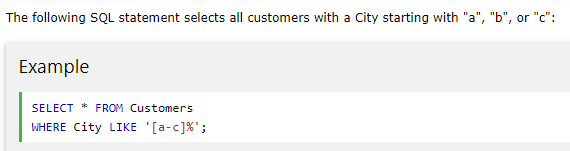 The following SQL statement selects all customers with a City starting with "a", "b", or "c":
Example
SELECT * FROM Customers
WHERE City LIKE '[a-c]%';